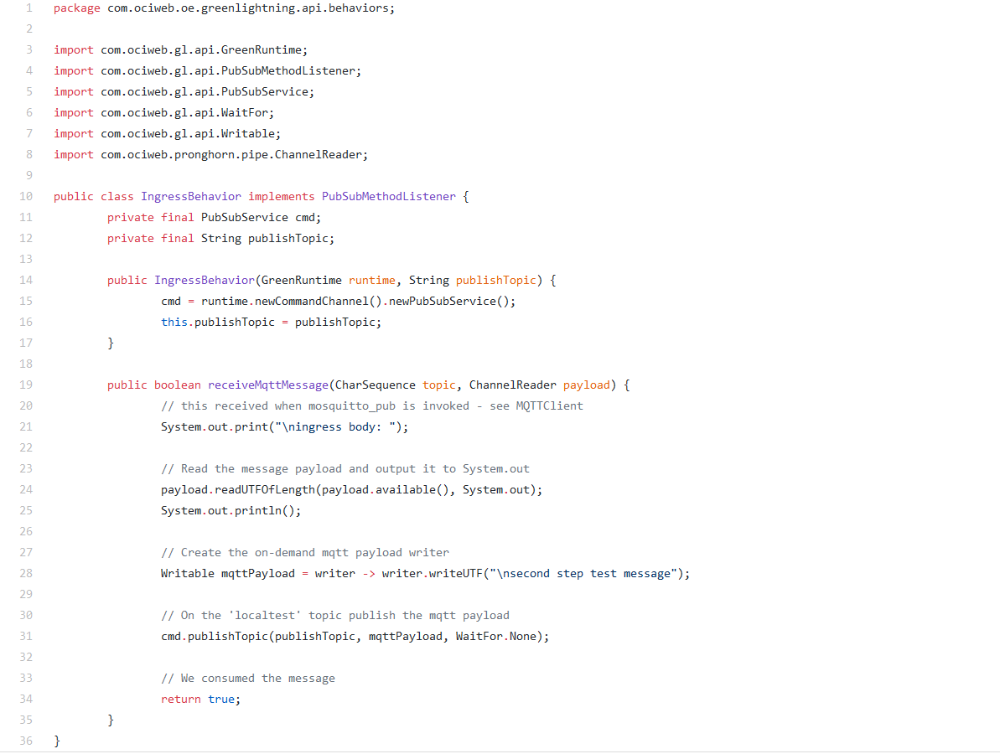 1 package com.ociweb.oe.greenlightning.api.behaviors;
2
3 import com.ociweb.gl.api.GreenRuntime;
4 import com.ociweb.gl.api.PubSubMethodListener;
5 import com.ociweb.gl.api.PubSubService;
6 import com.ociweb.gl.api.WaitFor;
7 import com.ociweb.gl.api.Writable;
8 import com.ociweb.pronghorn.pipe.ChannelReader;
9
10 public class IngressBehavior implements PubSubMethodListener {
11         private final PubSubService cmd;
12         private final String publishTopic;
13
14         public IngressBehavior(GreenRuntime runtime, String publishTopic) {
15                 cmd = runtime.newCommandChannel().newPubSubService();
16                 this.publishTopic = publishTopic;
17         }
18
19         public boolean receiveMqttMessage(CharSequence topic, ChannelReader payload) {
20                 // this received when mosquitto_pub is invoked - see MQTTClient
21                 System.out.print("\ningress body: ");
22
23                 // Read the message payload and output it to System.out
24                 payload.readUTFOfLength(payload.available(), System.out);
25                 System.out.println();
26
27                 // Create the on-demand mqtt payload writer
28                 Writable mqttPayload = writer -> writer.writeUTF("\nsecond step test message");
29
30                 // On the 'localtest' topic publish the mqtt payload
31                 cmd.publishTopic(publishTopic, mqttPayload, WaitFor.None);
32
33                 // We consumed the message
34                 return true;
35         }
36 }